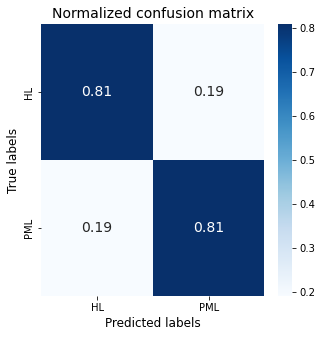 Normalized confusion matrix
HL
0.81
0.19
0.8
0.7
0.6
0.5
0.4
0.3
0.2
True labels
PML
0.19
0.81
HL
PML
Predicted labels